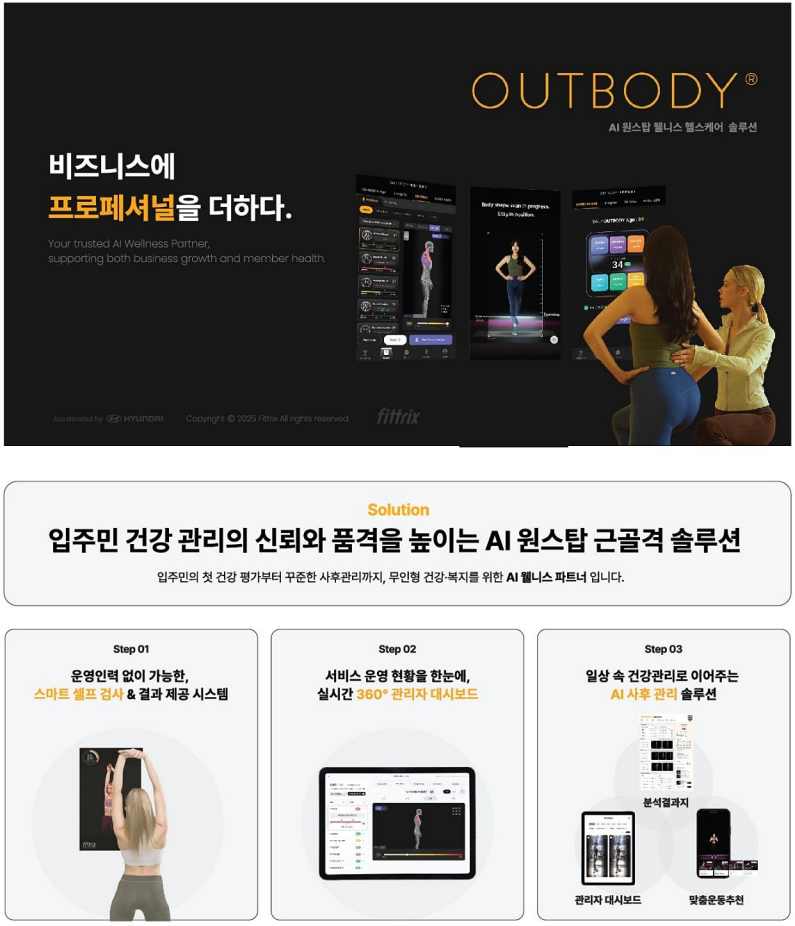 OUTBODY®
AI 원스탑 웰니스 헬스케어 솔루션
비즈니스에
프로페셔널을 더하다.
Your trusted AI Wellness Partner,
supporting both business growth and member health.
Body shape scan in progress.
Stay in position.
34
Accelerated by HYUNDAI
Copyright © 2025 Fittrix All rights reserved
fittrix
Solution
입주민 건강 관리의 신뢰와 품격을 높이는 AI 원스탑 근골격 솔루션
입주민의 첫 건강 평가부터 꾸준한 사후관리까지, 무인형 건강·복지를 위한 AI 웰니스 파트너 입니다.
Step 01
운영인력 없이 가능한,
스마트 셀프 검사 & 결과 제공 시스템
fittrix
Step 02
서비스 운영 현황을 한눈에,
실시간 360° 관리자 대시보드
Step 03
일상 속 건강관리로 이어주는
AI 사후 관리 솔루션
분석결과지
관리자 대시보드
맞춤운동추천